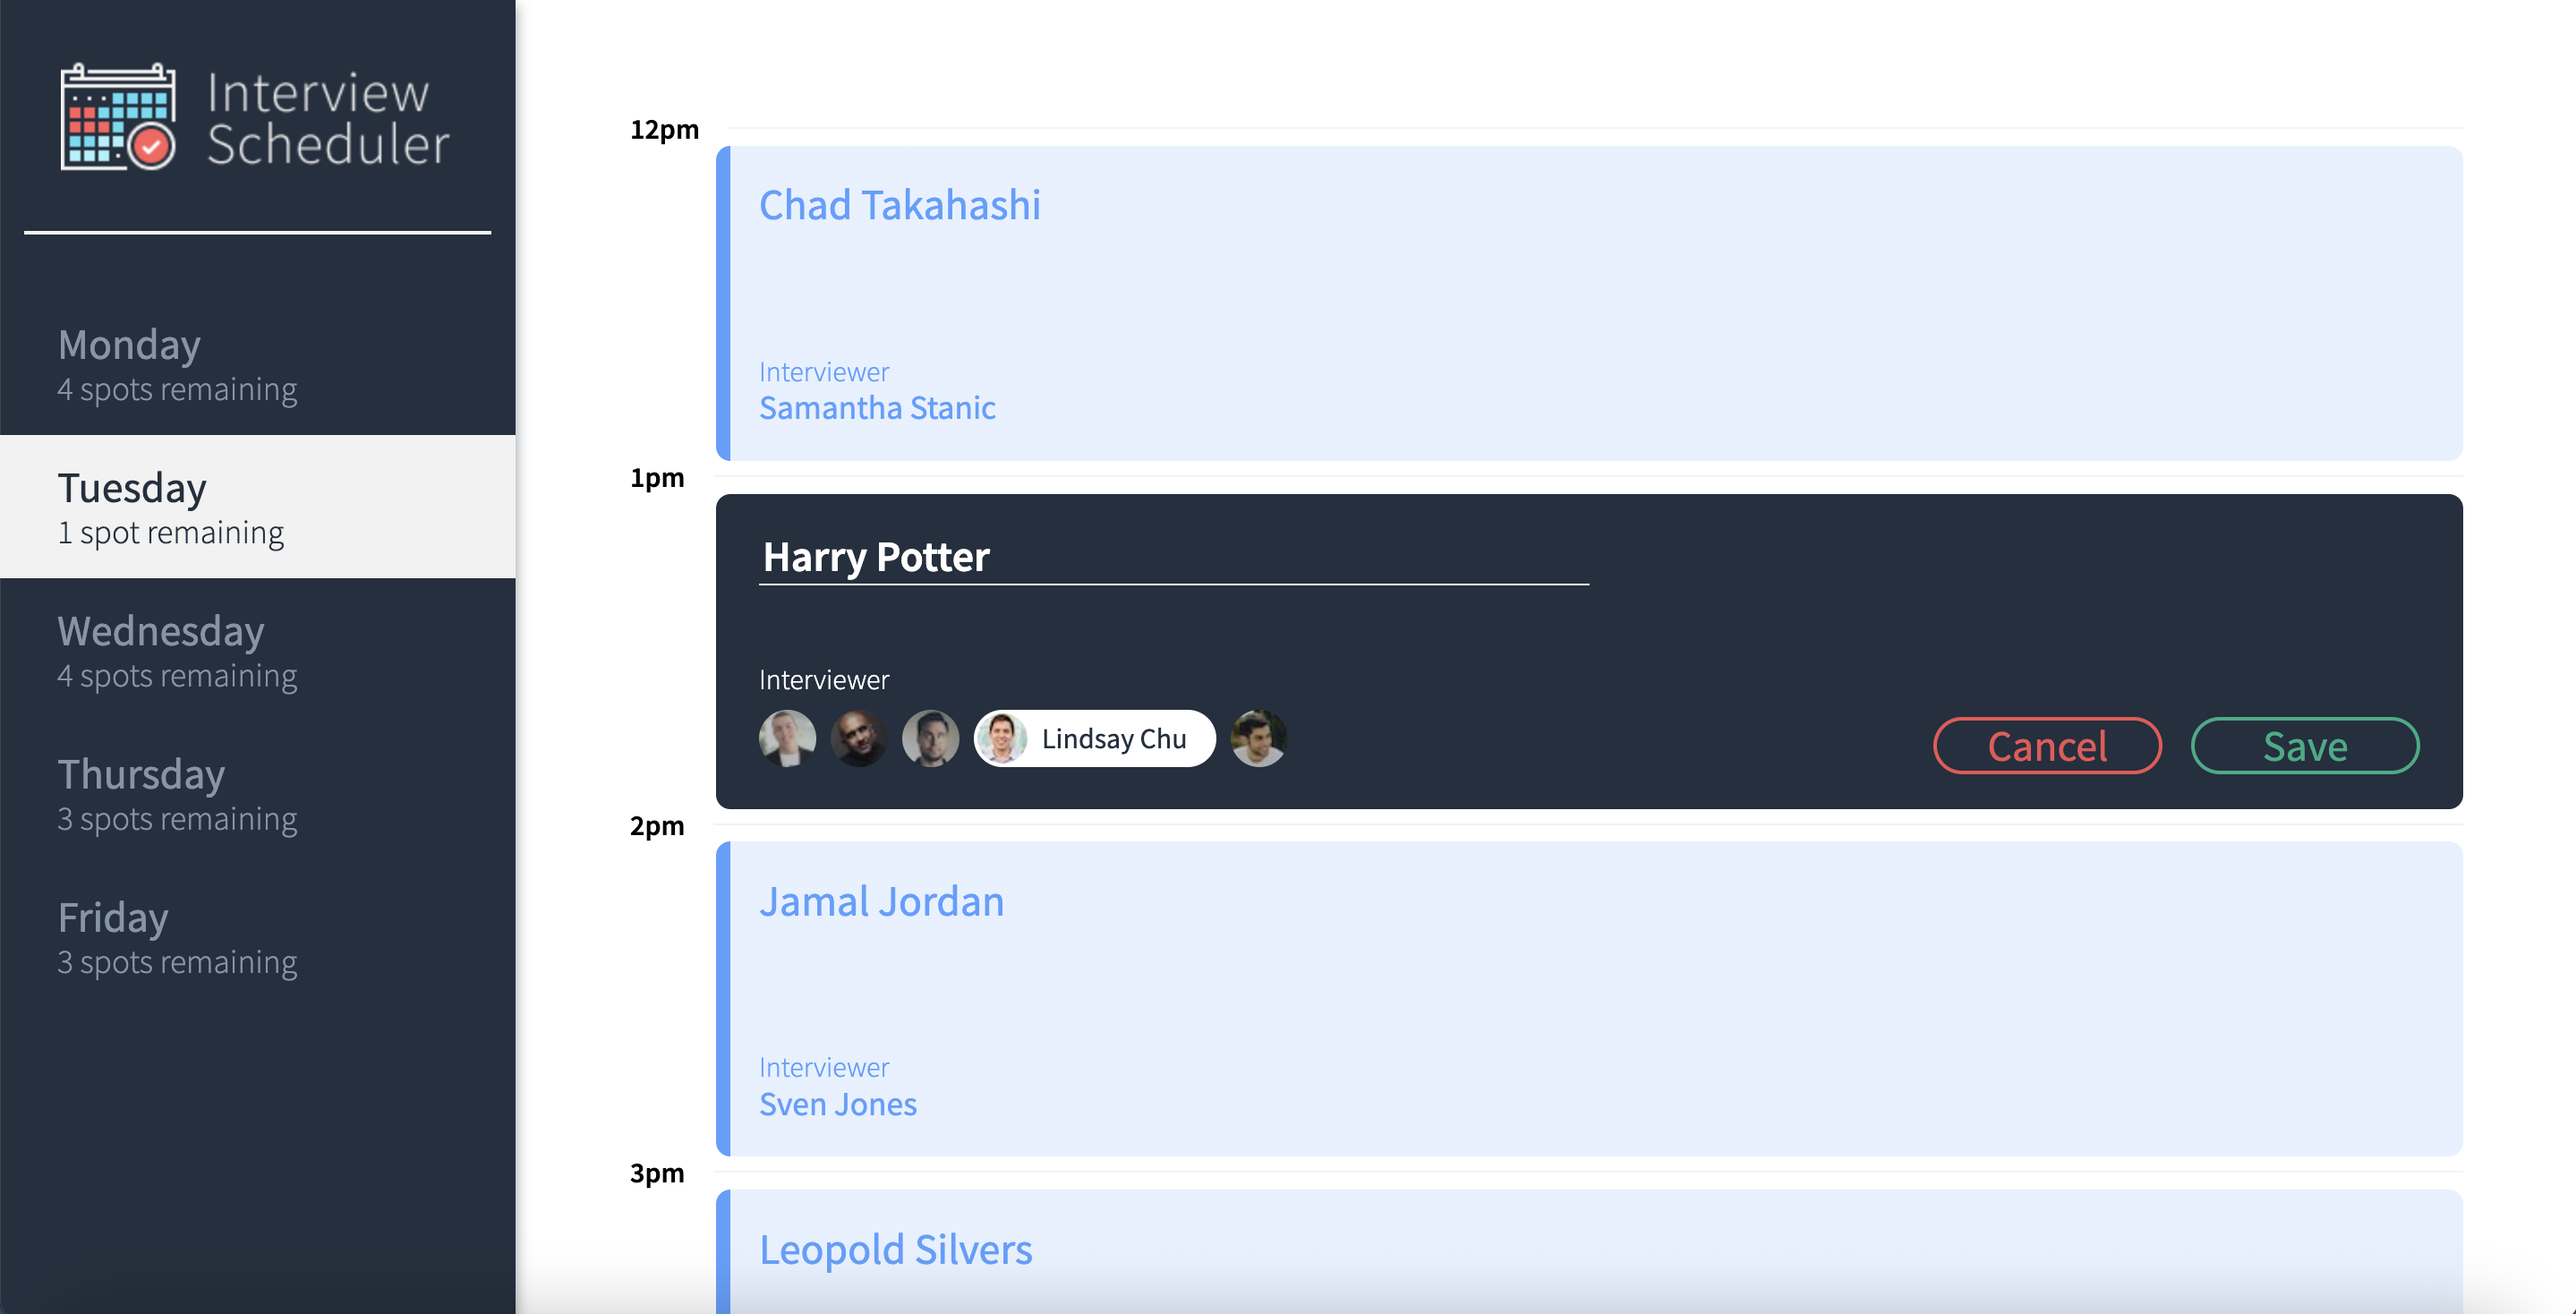 Interview
Scheduler
Monday
4 spots remaining
Tuesday
1 spot remaining
Wednesday
4 spots remaining
Thursday
3 spots remaining
Friday
3 spots remaining
12pm
Chad Takahashi
Interviewer
Samantha Stanic
1pm
Harry Potter
Interviewer
Lindsay Chu
Cancel
Save
2pm
Jamal Jordan
Interviewer
Sven Jones
3pm
Leopold Silvers